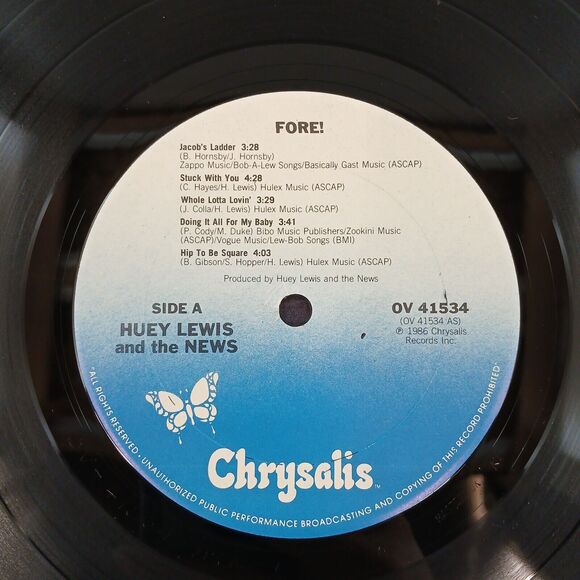 FORE!
Jacob's Ladder 3:28
(B. Hornsby/J. Hornsby)
Zappo Music/Bob-A-Lew Songs/Basically Gast Music (ASCAP)
Stuck With You 4:28
(C. Hayes/H. Lewis) Hulex Music (ASCAP)
Whole Lotta Lovin' 3:29
(J. Colla/H. Lewis) Hulex Music (ASCAP)
Doing It All For My Baby 3:41
(P. Cody/M. Duke) Bibo Music Publishers/Zookini Music
(ASCAP)/Vogue Music/Lew-Bob Songs (BMI)
Hip To Be Square 4:03
(B. Gibson/S. Hopper/H. Lewis) Hulex Music (ASCAP)
Produced by Huey Lewis and the News
SIDE A
HUEY LEWIS
and the NEWS
OV 41534
(OV 41534 AS)
℗ 1986 Chrysalis
Records Inc.
Chrysalis™
ALL RIGHTS RESERVED. UNAUTHORIZED PUBLIC PERFORMANCE BROADCASTING AND COPYING OF THIS RECORD PROHIBITED